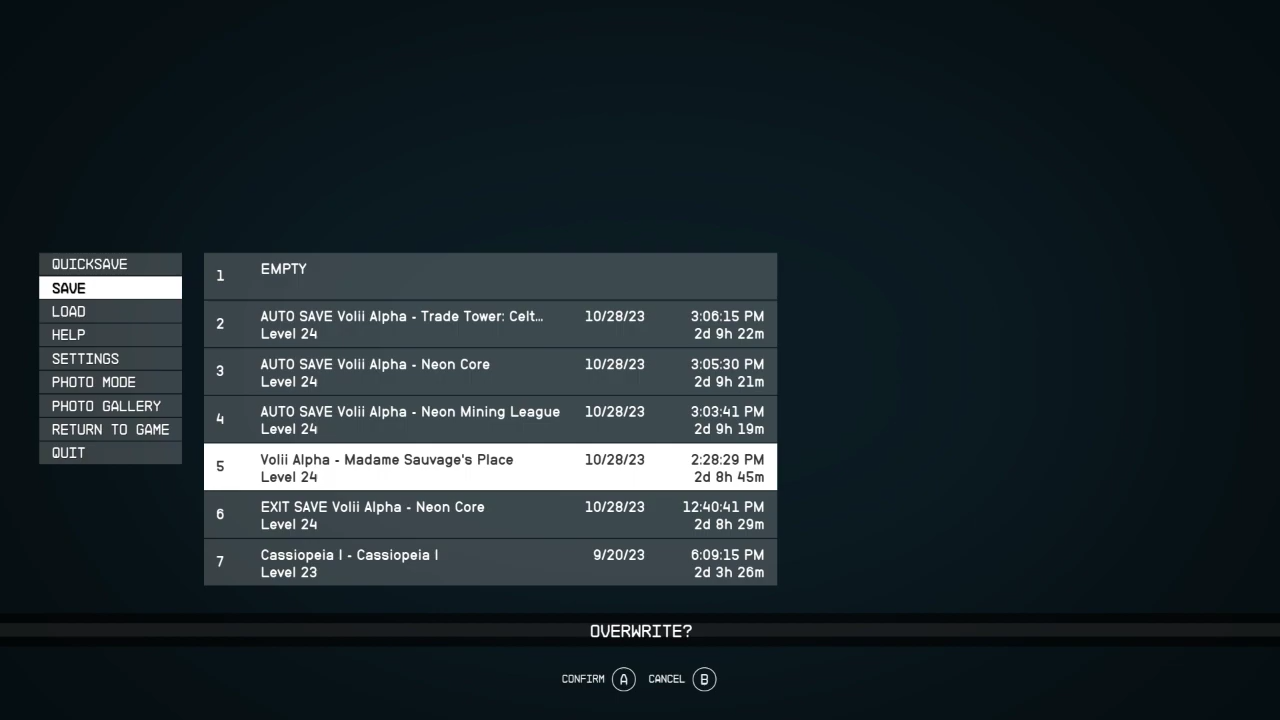 QUICKSAVE
SAVE
LOAD
HELP
SETTINGS
PHOTO MODE
PHOTO GALLERY
RETURN TO GAME
QUIT
1 EMPTY
2 AUTO SAVE Volii Alpha - Trade Tower: Celt... 10/28/23 3:06:15 PM
Level 24 2d 9h 22m
3 AUTO SAVE Volii Alpha - Neon Core 10/28/23 3:05:30 PM
Level 24 2d 9h 21m
4 AUTO SAVE Volii Alpha - Neon Mining League 10/28/23 3:03:41 PM
Level 24 2d 9h 19m
5 Volii Alpha - Madame Sauvage's Place 10/28/23 2:28:29 PM
Level 24 2d 8h 45m
6 EXIT SAVE Volii Alpha - Neon Core 10/28/23 12:40:41 PM
Level 24 2d 8h 29m
7 Cassiopeia I - Cassiopeia I 9/20/23 6:09:15 PM
Level 23 2d 3h 26m
OVERWRITE?
CONFIRM A CANCEL B